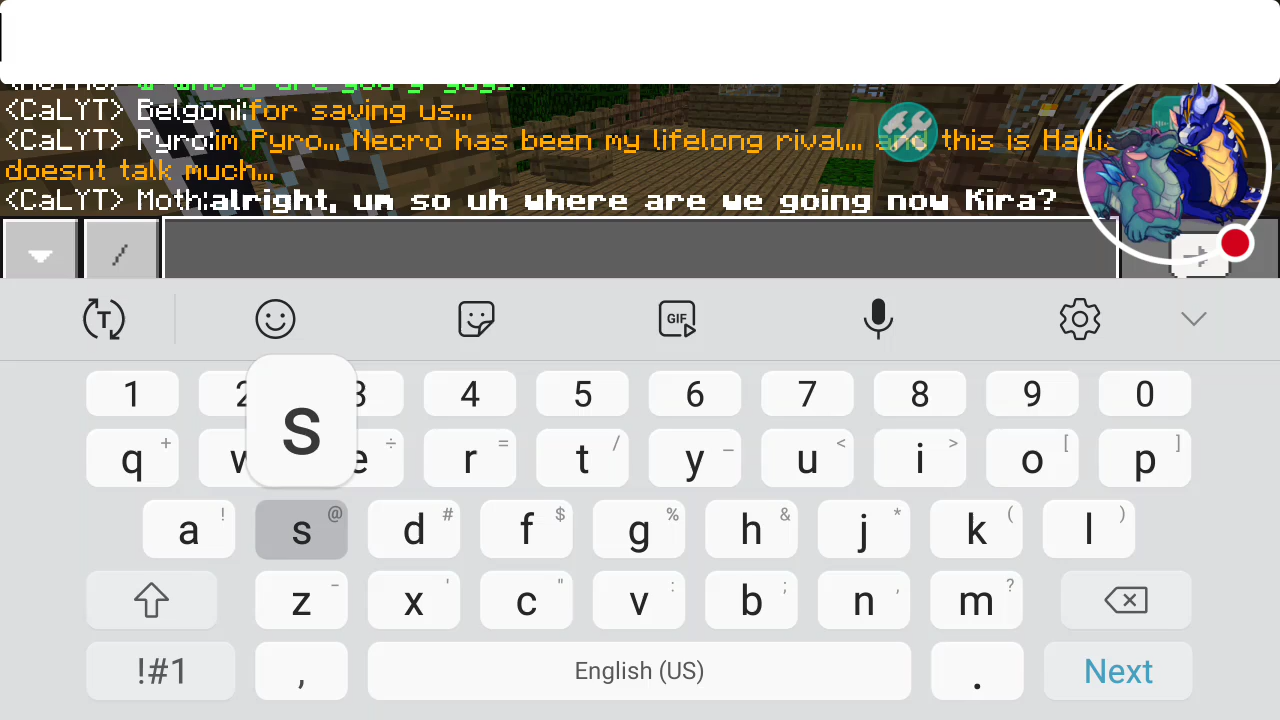 <CaLYT> Belgoni:for saving us...
<CaLYT> Pyro:im Pyro... Necro has been my lifelong rival... and this is Hallis
doesnt talk much...
<CaLYT> Moth:alright, um so uh where are we going now Kira?
/
T
GIF
1 2 3 4 5 6 7 8 9 0
s
q + w e ÷ r = t / y _ u < i > o [ p ]
a ! s @ d # f $ g % h & j * k ( l )
z - x ' c " v : b ; n , m ?
!#1 , English (US) . Next